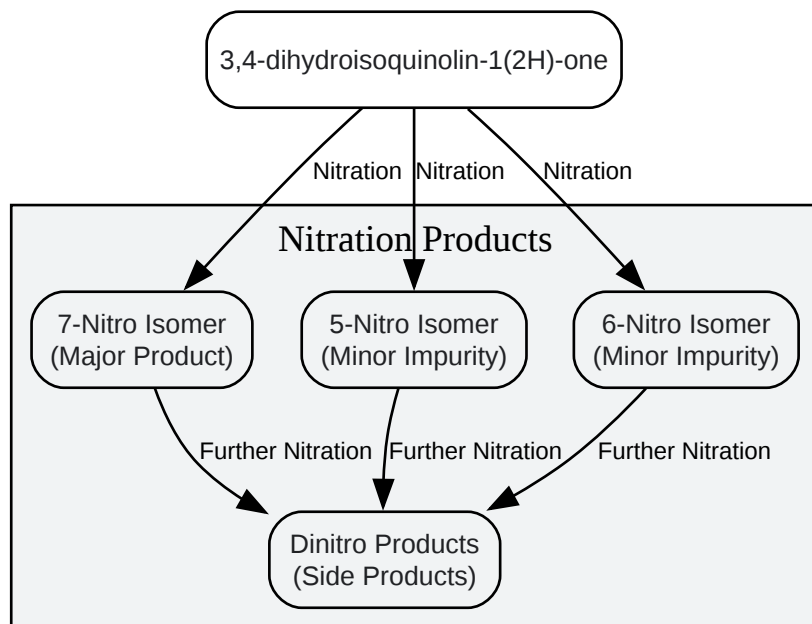 3,4-dihydroisoquinolin-1(2H)-one
Nitration Nitration Nitration
Nitration Products
7-Nitro Isomer
(Major Product)
5-Nitro Isomer
(Minor Impurity)
6-Nitro Isomer
(Minor Impurity)
Further Nitration Further Nitration Further Nitration
Dinitro Products
(Side Products)